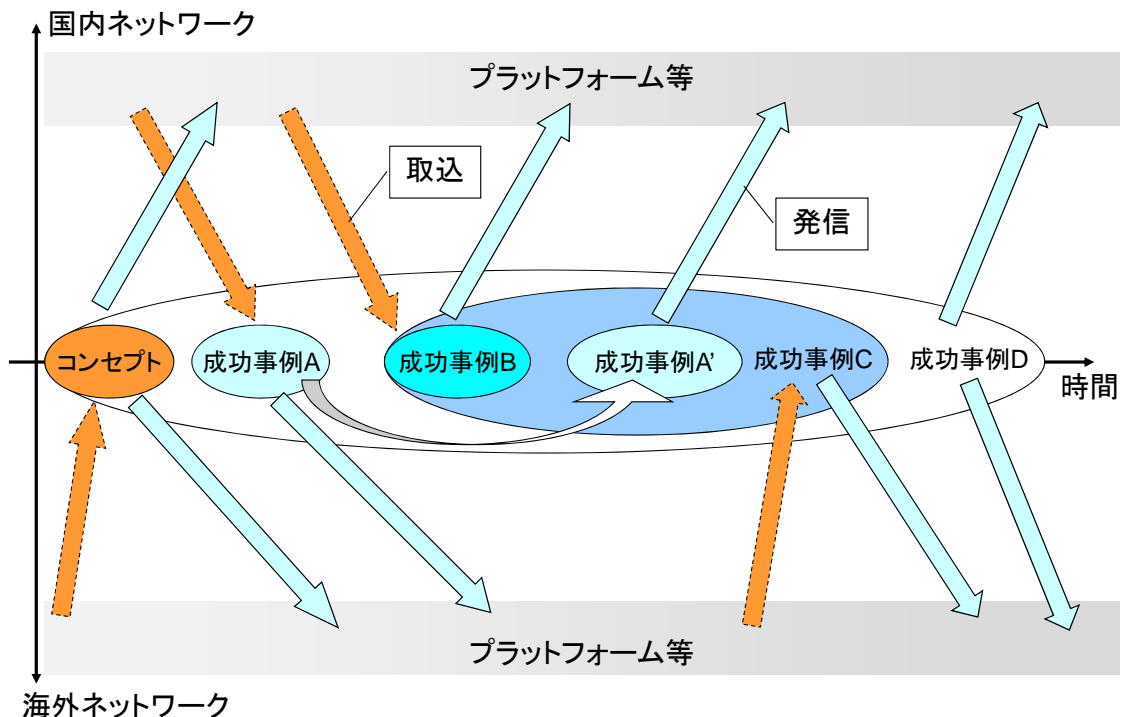 国内ネットワーク
プラットフォーム等
取込
発信
コンセプト
成功事例A
成功事例B
成功事例A'
成功事例C
成功事例D
時間
プラットフォーム等
海外ネットワーク